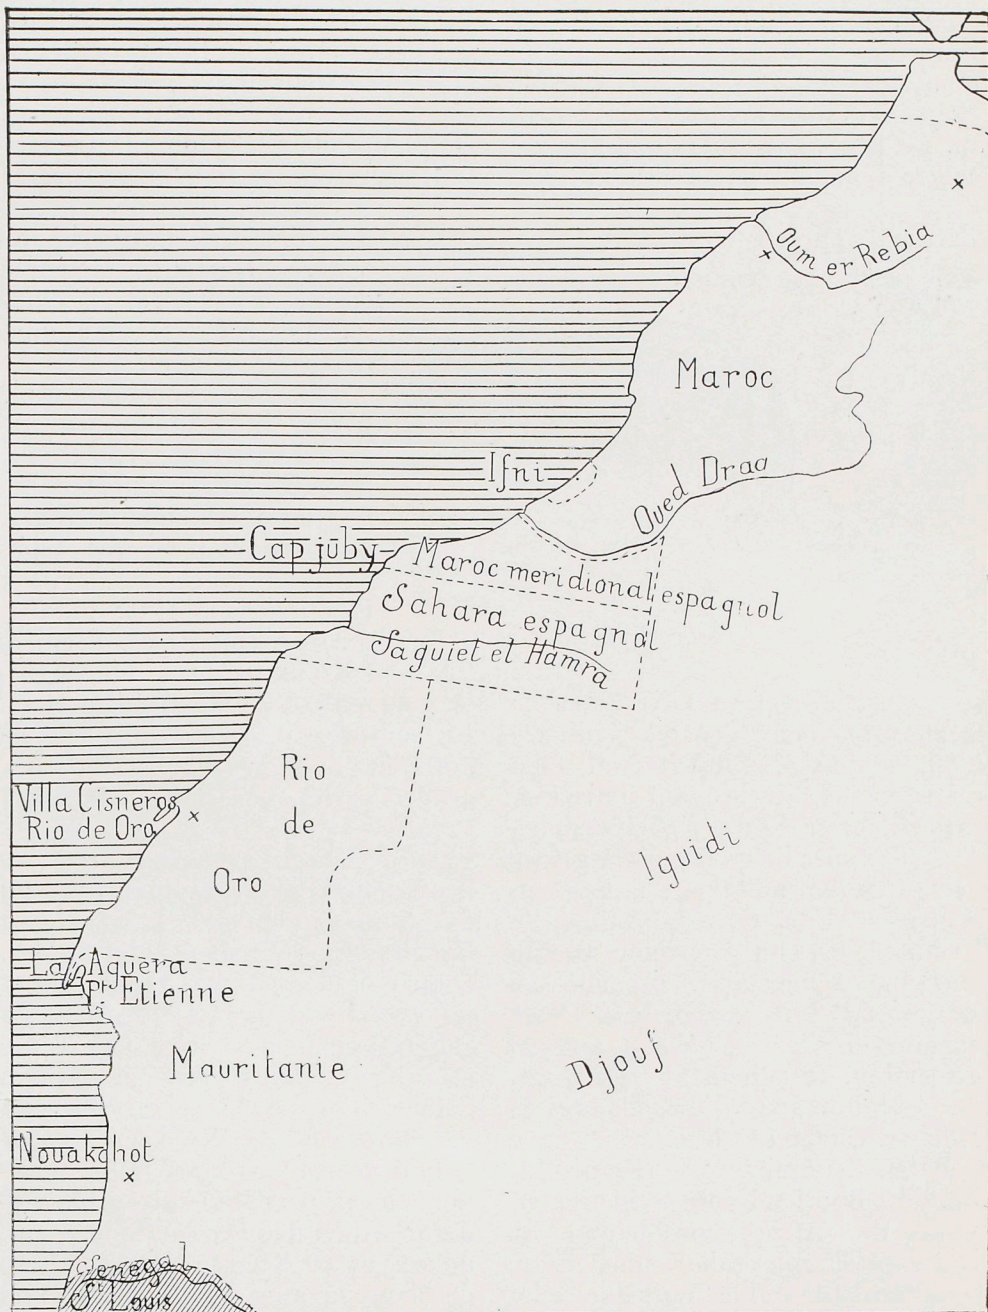 Oum er Rebia
Maroc
Ifni
Oued Draa
Cap juby
Maroc meridional espagnol
Sahara espagnol
Saguiet el Hamra
Rio
de
Oro
Villa Cisneros
Rio de Oro
Iguidi
La Aguera
Pt Etienne
Mauritanie
Djouf
Nouakchot
Senegal
St Louis